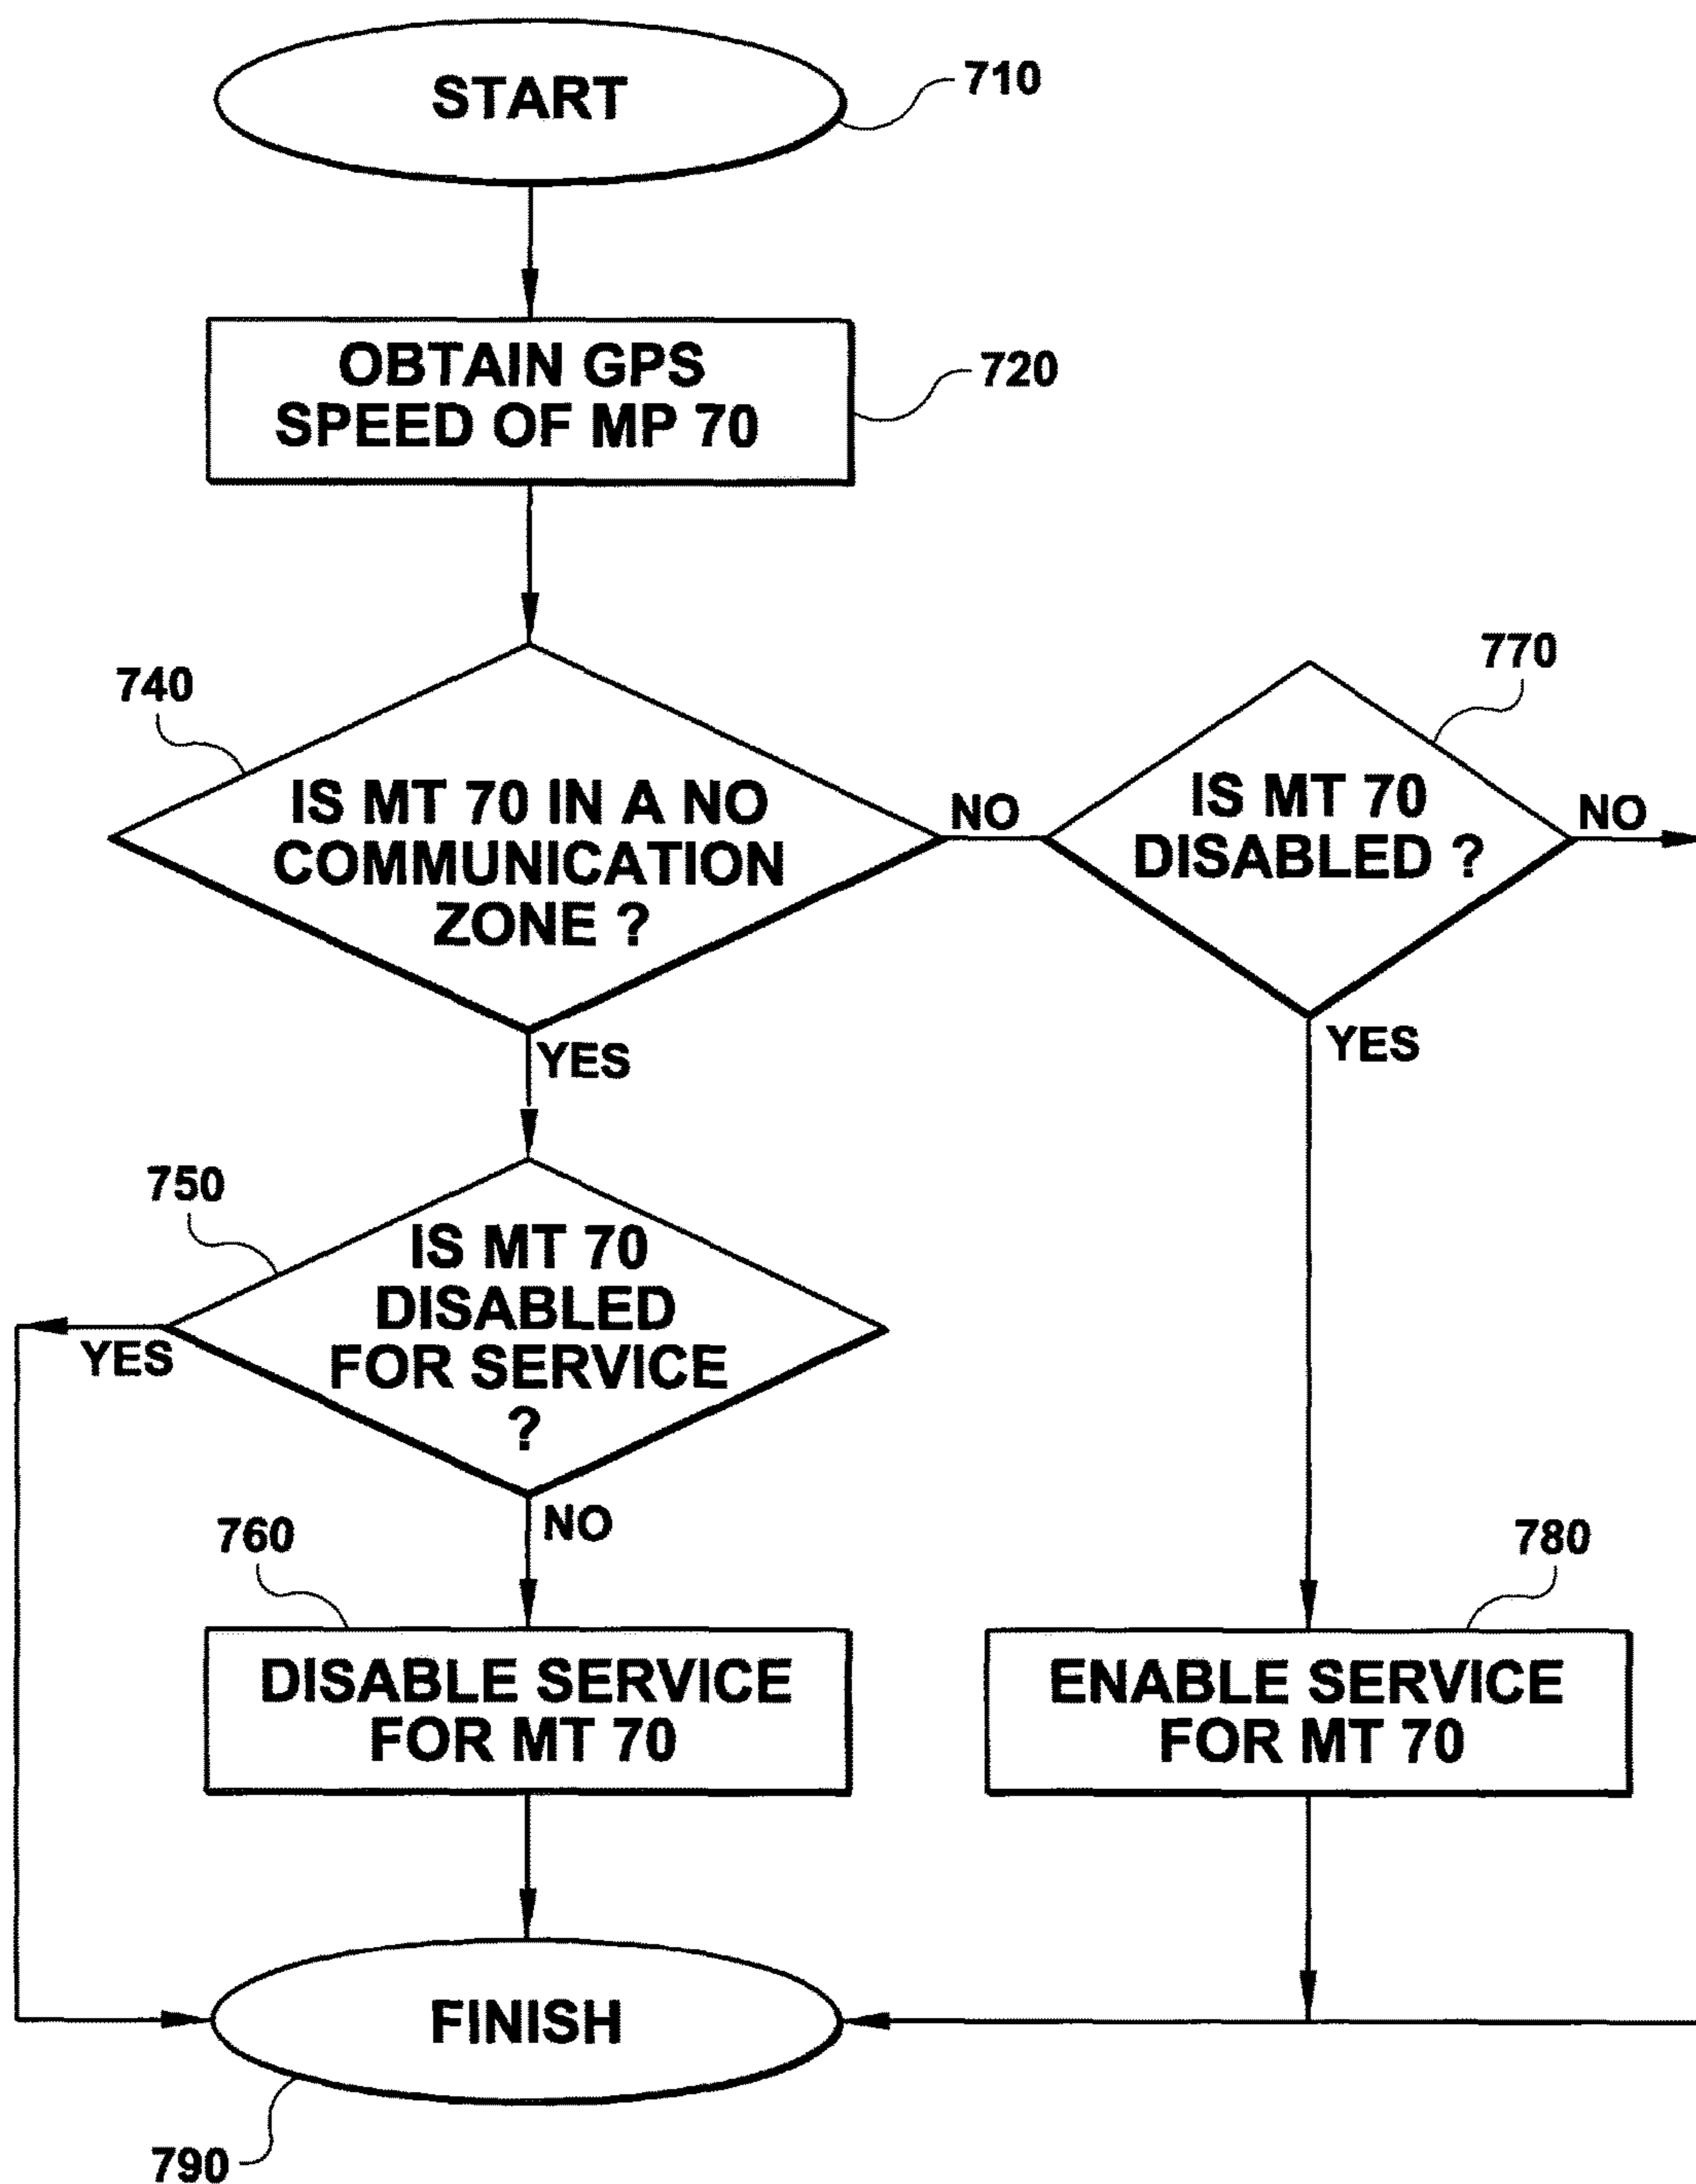 START
710
OBTAIN GPS
SPEED OF MP 70
720
740
IS MT 70 IN A NO
COMMUNICATION
ZONE ?
NO
770
IS MT 70
DISABLED ?
NO
YES
YES
750
IS MT 70
DISABLED
FOR SERVICE
?
YES
NO
760
DISABLE SERVICE
FOR MT 70
780
ENABLE SERVICE
FOR MT 70
FINISH
790